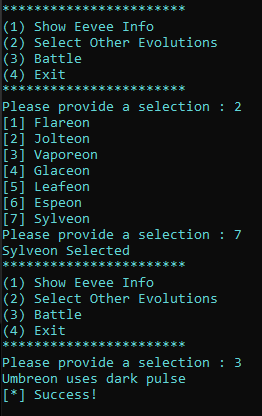 ***********************
(1) Show Eevee Info
(2) Select Other Evolutions
(3) Battle
(4) Exit
***********************
Please provide a selection : 2
[1] Flareon
[2] Jolteon
[3] Vaporeon
[4] Glaceon
[5] Leafeon
[6] Espeon
[7] Sylveon
Please provide a selection : 7
Sylveon Selected
***********************
(1) Show Eevee Info
(2) Select Other Evolutions
(3) Battle
(4) Exit
***********************
Please provide a selection : 3
Umbreon uses dark pulse
[*] Success!